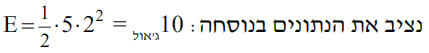 נציב את הנתונים בנוסחה: E = 1/2 · 5 · 2² = 10 ג׳אול